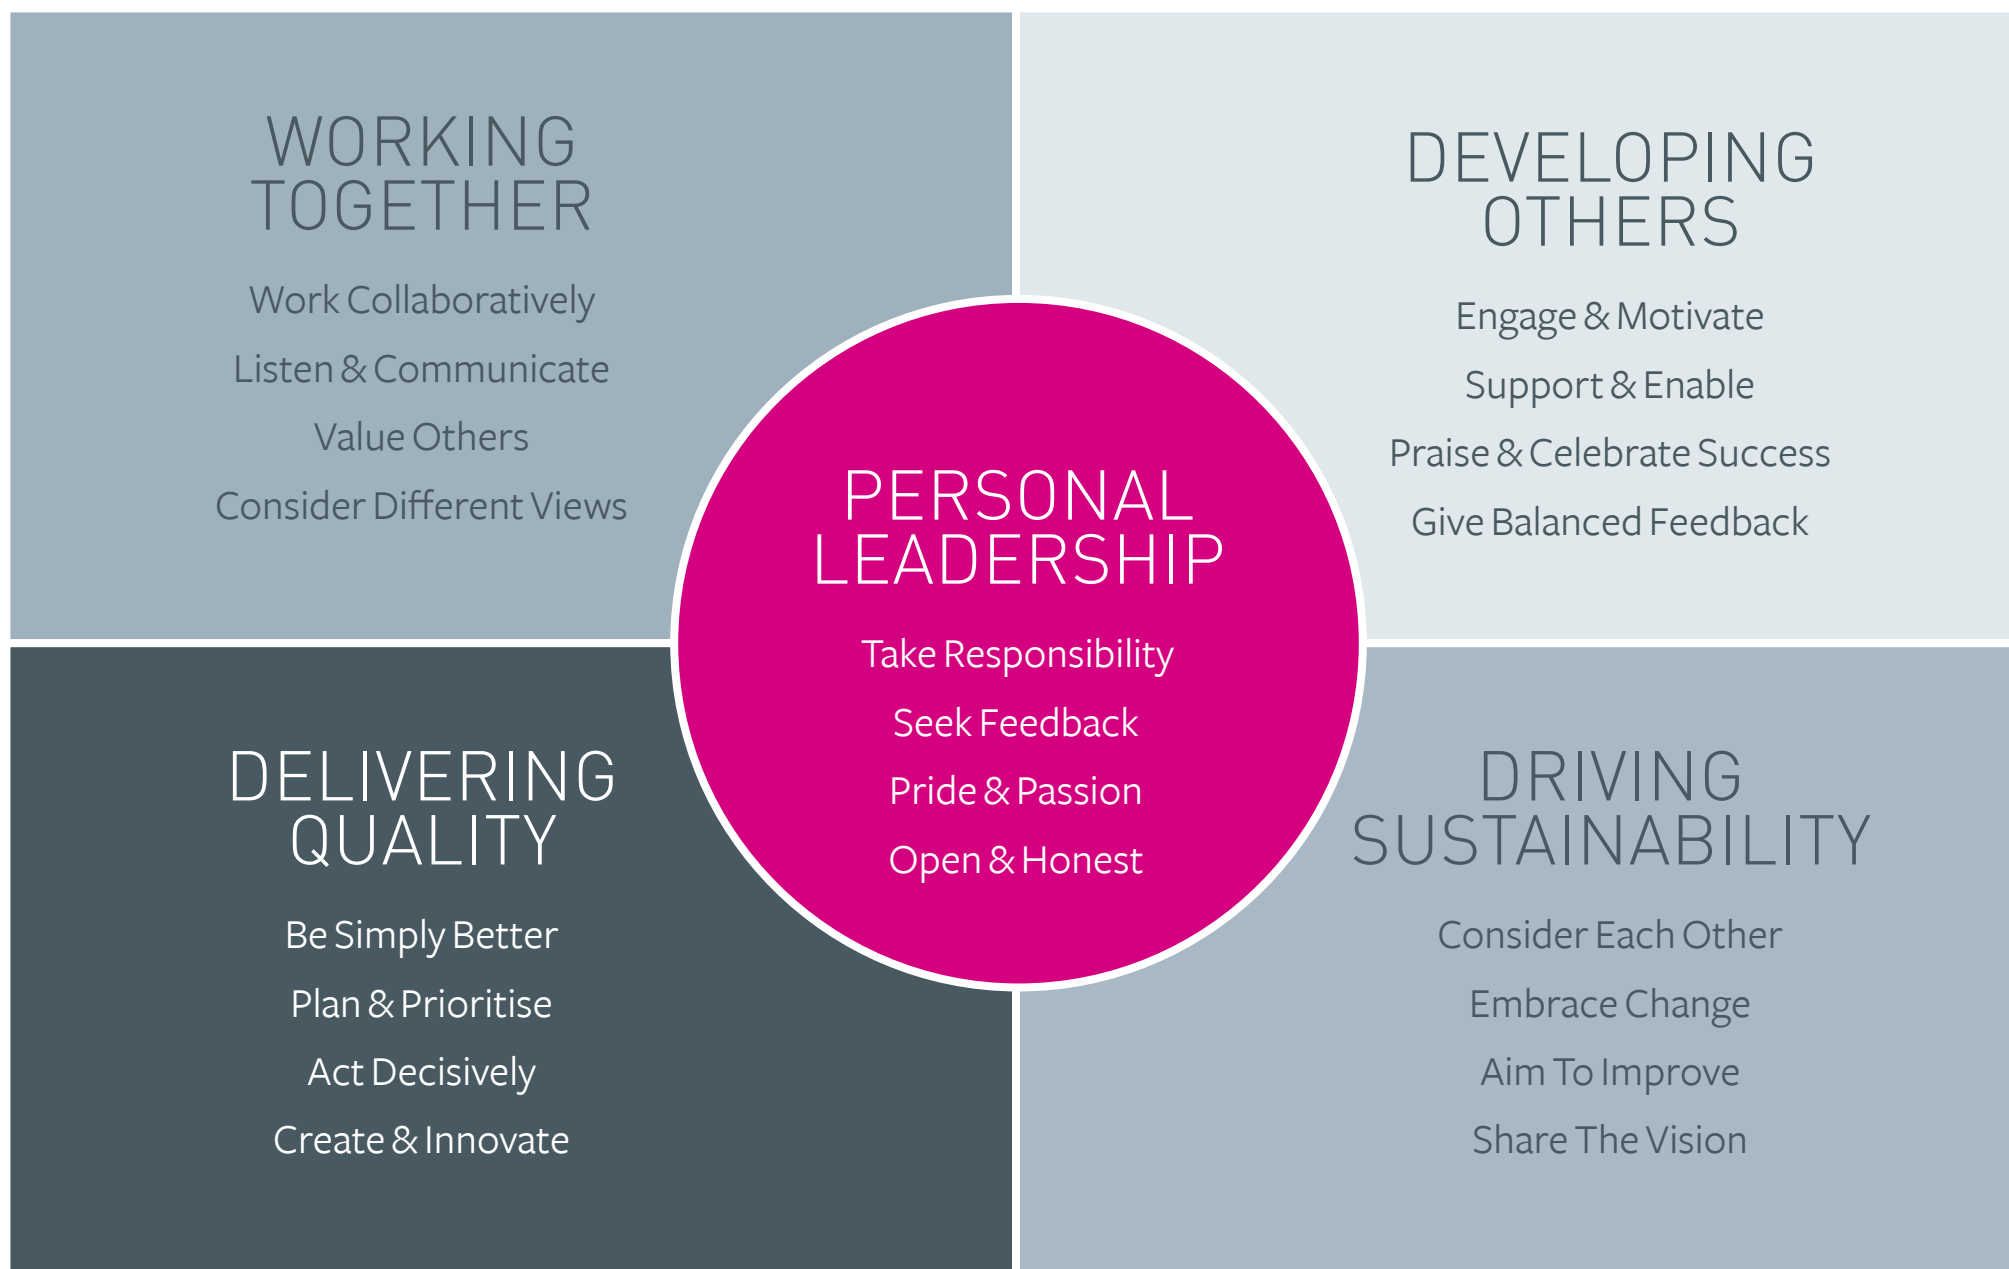 WORKING
TOGETHER
Work Collaboratively
Listen & Communicate
Value Others
Consider Different Views
DEVELOPING
OTHERS
Engage & Motivate
Support & Enable
Praise & Celebrate Success
Give Balanced Feedback
PERSONAL
LEADERSHIP
Take Responsibility
Seek Feedback
Pride & Passion
Open & Honest
DELIVERING
QUALITY
Be Simply Better
Plan & Prioritise
Act Decisively
Create & Innovate
DRIVING
SUSTAINABILITY
Consider Each Other
Embrace Change
Aim To Improve
Share The Vision